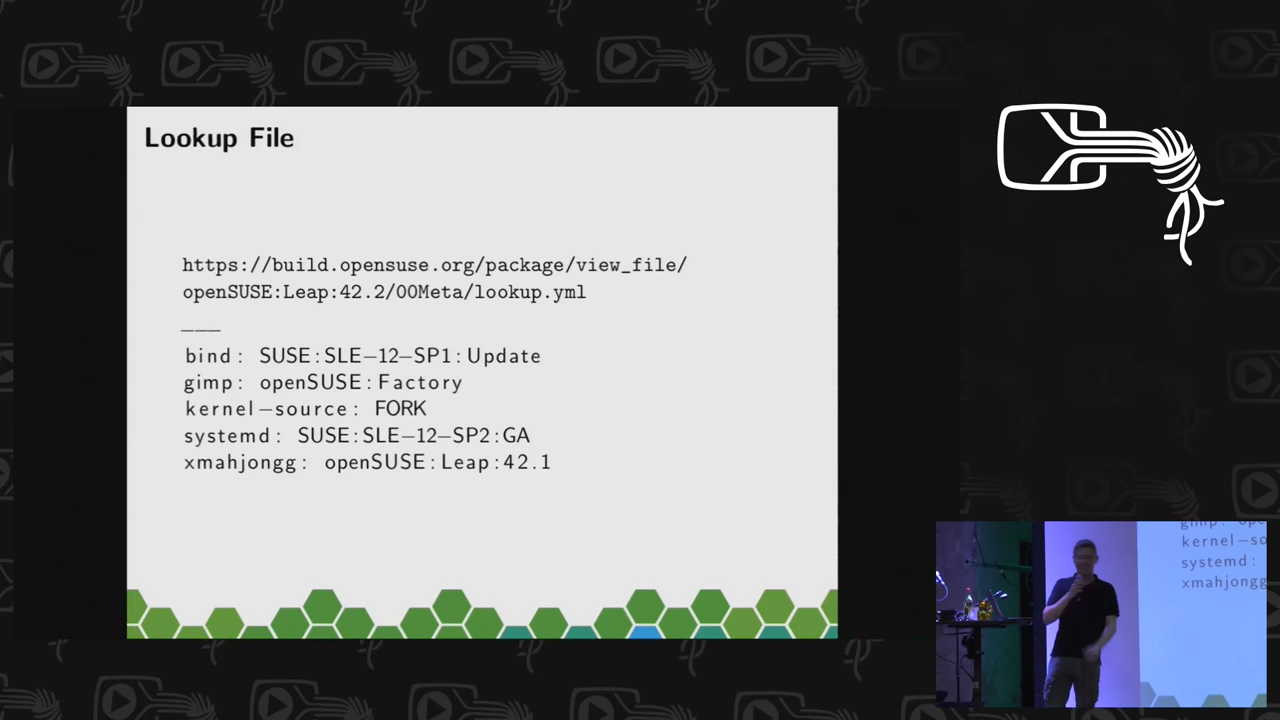 Lookup File
https://build.opensuse.org/package/view_file/
openSUSE:Leap:42.2/00Meta/lookup.yml
———
bind: SUSE:SLE–12–SP1:Update
gimp: openSUSE:Factory
kernel–source: FORK
systemd: SUSE:SLE–12–SP2:GA
xmahjongg: openSUSE:Leap:42.1
gimp: ope
kernel–so
systemd:
xmahjongg